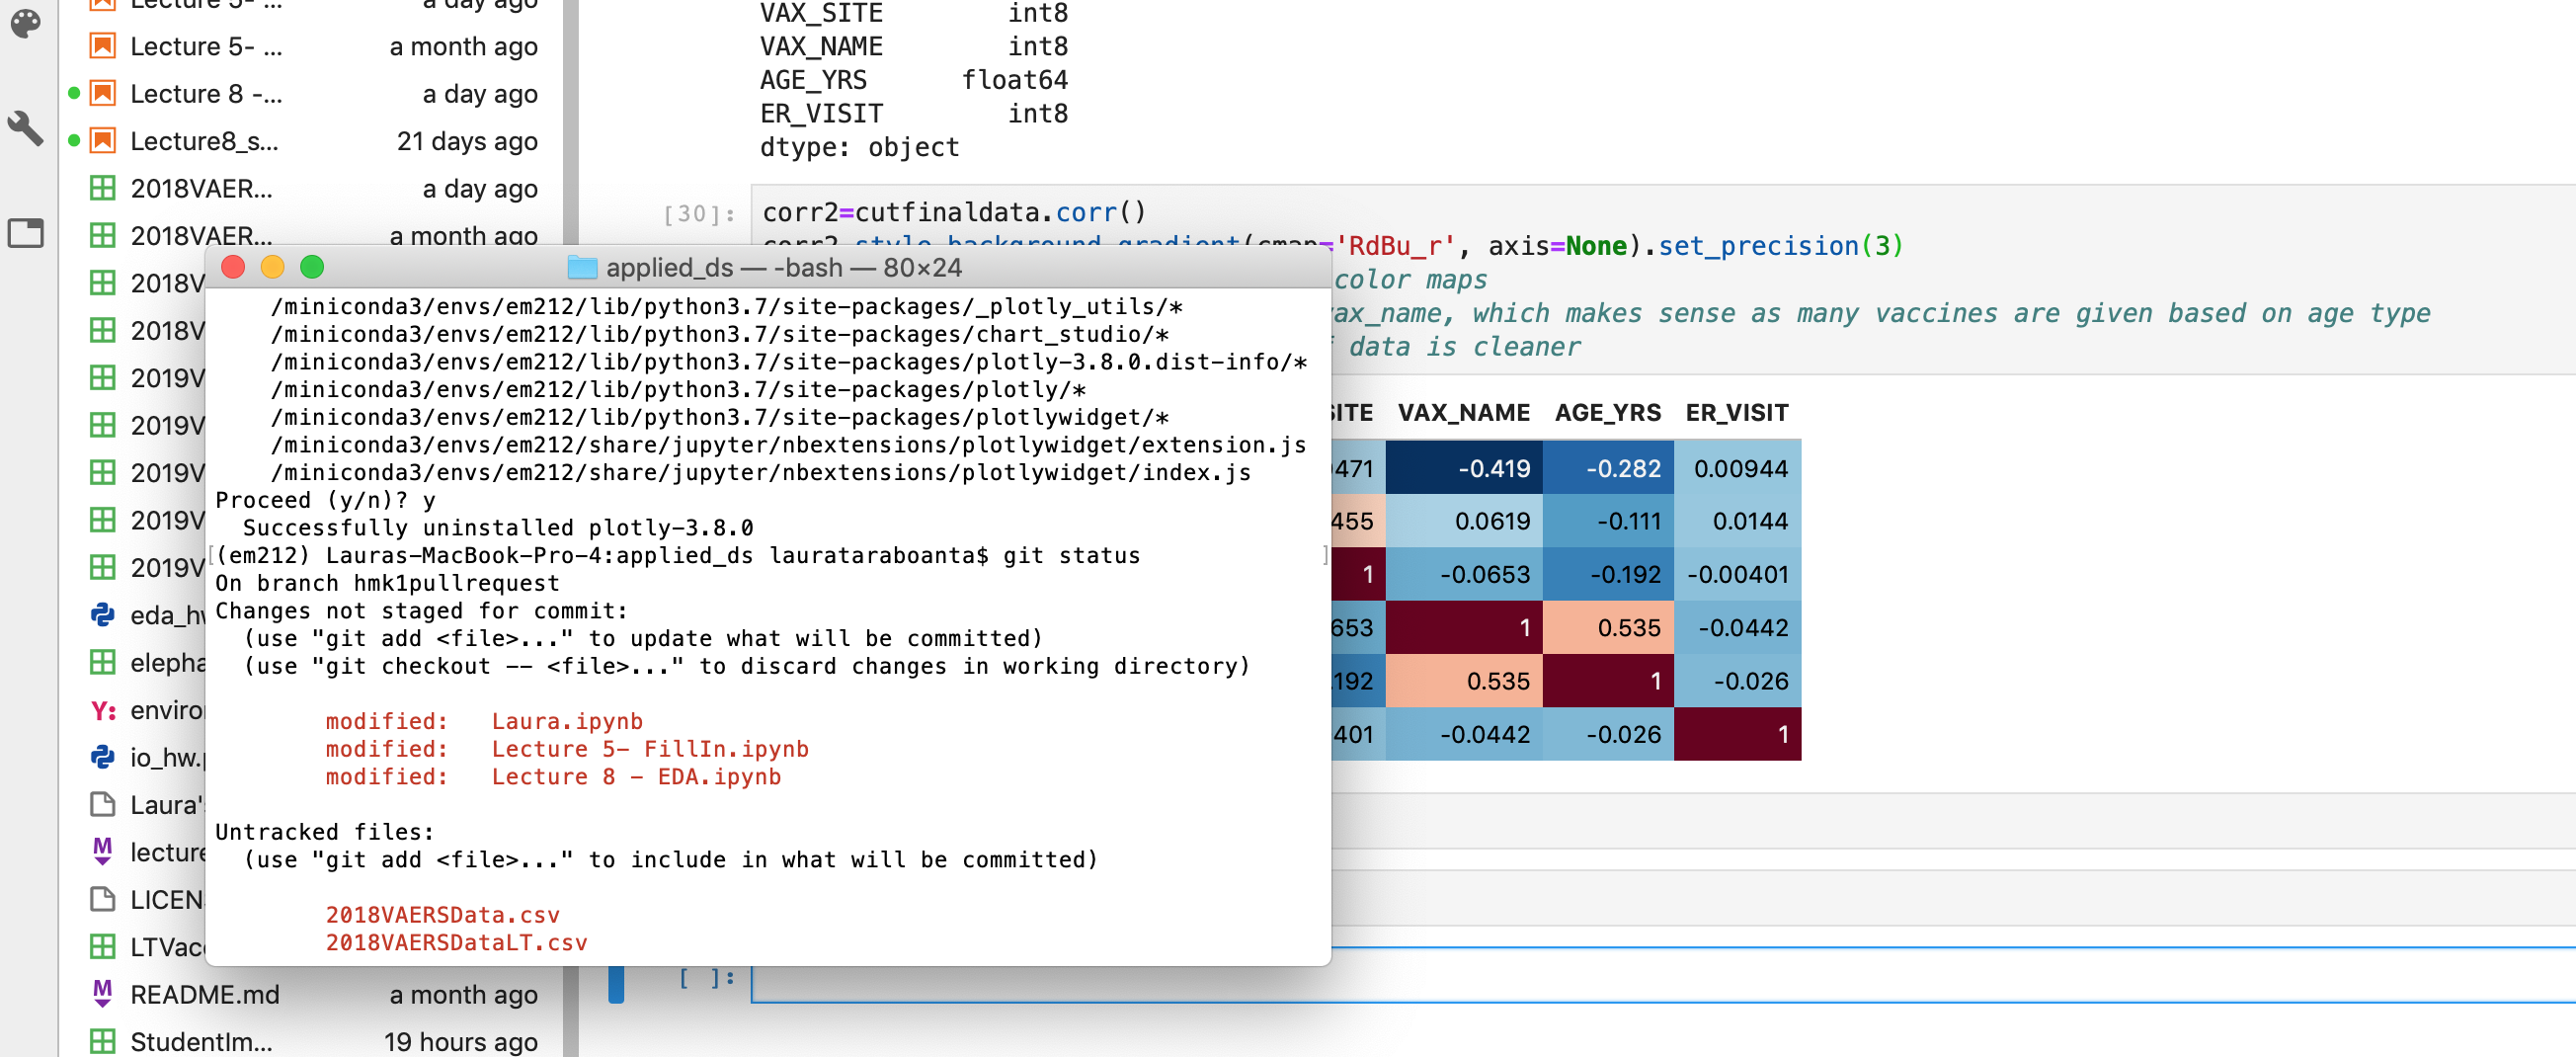 Lecture 5- ... a day ago
Lecture 5- ... a month ago
Lecture 8 -... a day ago
Lecture8_s... 21 days ago
2018VAER... a day ago
2018VAER... a month ago
2018V
2018V
2019V
2019V
2019V
2019V
2019V
eda_hw
elepha
Y: enviro
io_hw.p
Laura's
M lecture
LICEN
LTVac
M README.md a month ago
StudentIm... 19 hours ago
VAX_SITE int8
VAX_NAME int8
AGE_YRS float64
ER_VISIT int8
dtype: object
[30]: corr2=cutfinaldata.corr()
corr2.style.background_gradient(cmap='RdBu_r', axis=None).set_precision(3)
color maps
vax_name, which makes sense as many vaccines are given based on age type
data is cleaner
SITE VAX_NAME AGE_YRS ER_VISIT
471 -0.419 -0.282 0.00944
455 0.0619 -0.111 0.0144
1 -0.0653 -0.192 -0.00401
653 1 0.535 -0.0442
.192 0.535 1 -0.026
401 -0.0442 -0.026 1
[ ]:
applied_ds — -bash — 80×24
/miniconda3/envs/em212/lib/python3.7/site-packages/_plotly_utils/*
/miniconda3/envs/em212/lib/python3.7/site-packages/chart_studio/*
/miniconda3/envs/em212/lib/python3.7/site-packages/plotly-3.8.0.dist-info/*
/miniconda3/envs/em212/lib/python3.7/site-packages/plotly/*
/miniconda3/envs/em212/lib/python3.7/site-packages/plotlywidget/*
/miniconda3/envs/em212/share/jupyter/nbextensions/plotlywidget/extension.js
/miniconda3/envs/em212/share/jupyter/nbextensions/plotlywidget/index.js
Proceed (y/n)? y
Successfully uninstalled plotly-3.8.0
[(em212) Lauras-MacBook-Pro-4:applied_ds laurataraboanta$ git status ]
On branch hmk1pullrequest
Changes not staged for commit:
(use "git add <file>..." to update what will be committed)
(use "git checkout -- <file>..." to discard changes in working directory)
modified: Laura.ipynb
modified: Lecture 5- FillIn.ipynb
modified: Lecture 8 - EDA.ipynb
Untracked files:
(use "git add <file>..." to include in what will be committed)
2018VAERSData.csv
2018VAERSDataLT.csv